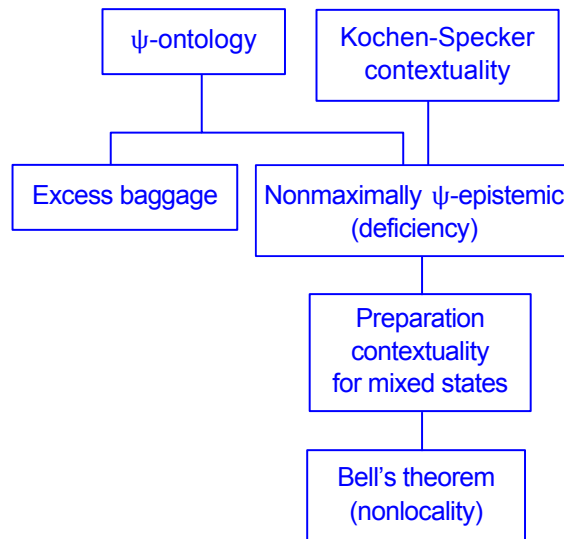 ψ-ontology
Kochen-Specker
contextuality
Excess baggage
Nonmaximally ψ-epistemic
(deficiency)
Preparation
contextuality
for mixed states
Bell’s theorem
(nonlocality)